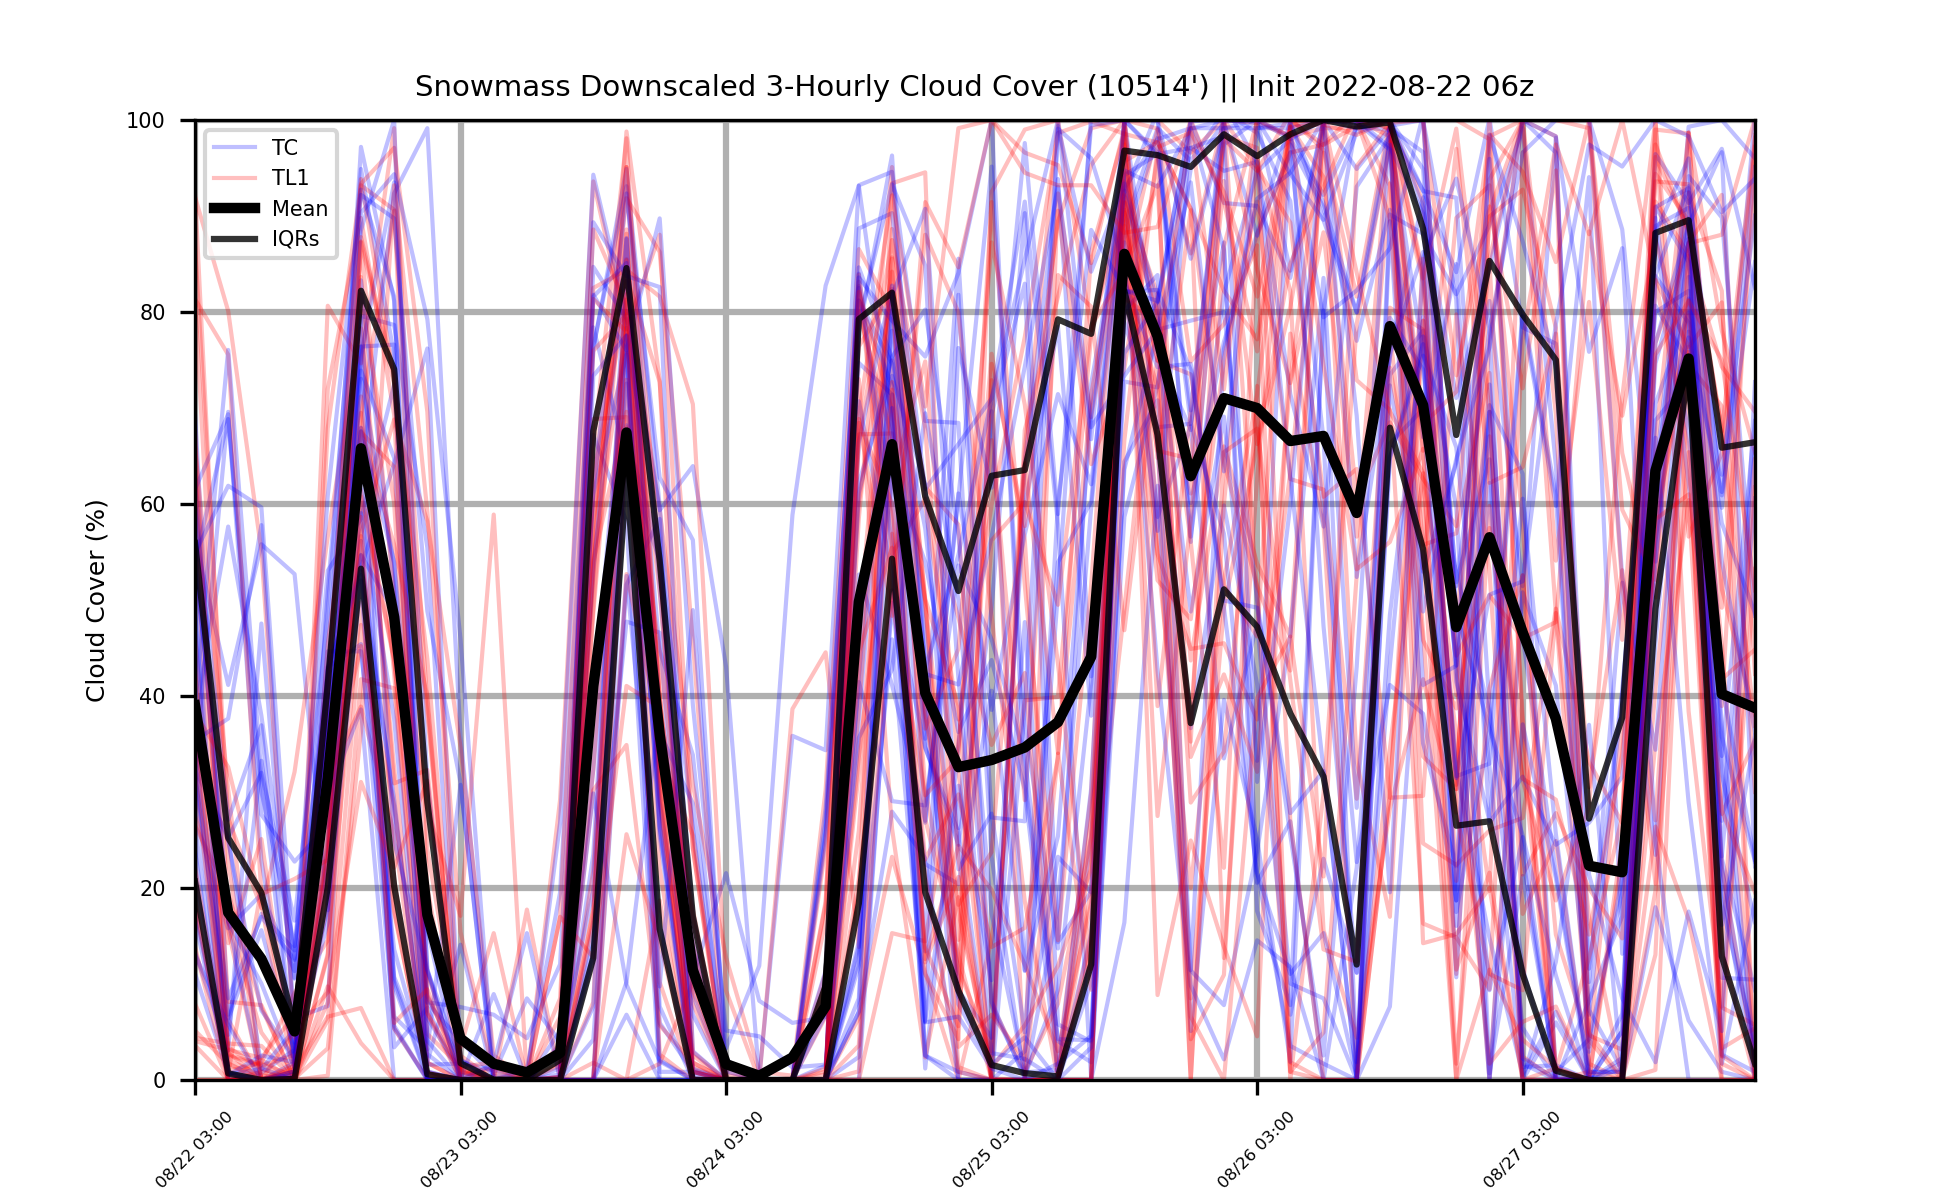 Snowmass Downscaled 3-Hourly Cloud Cover (10514') || Init 2022-08-22 06z
100
80
60
40
20
0
Cloud Cover (%)
TC
TL1
Mean
IQRs
08/22 03:00
08/23 03:00
08/24 03:00
08/25 03:00
08/26 03:00
08/27 03:00